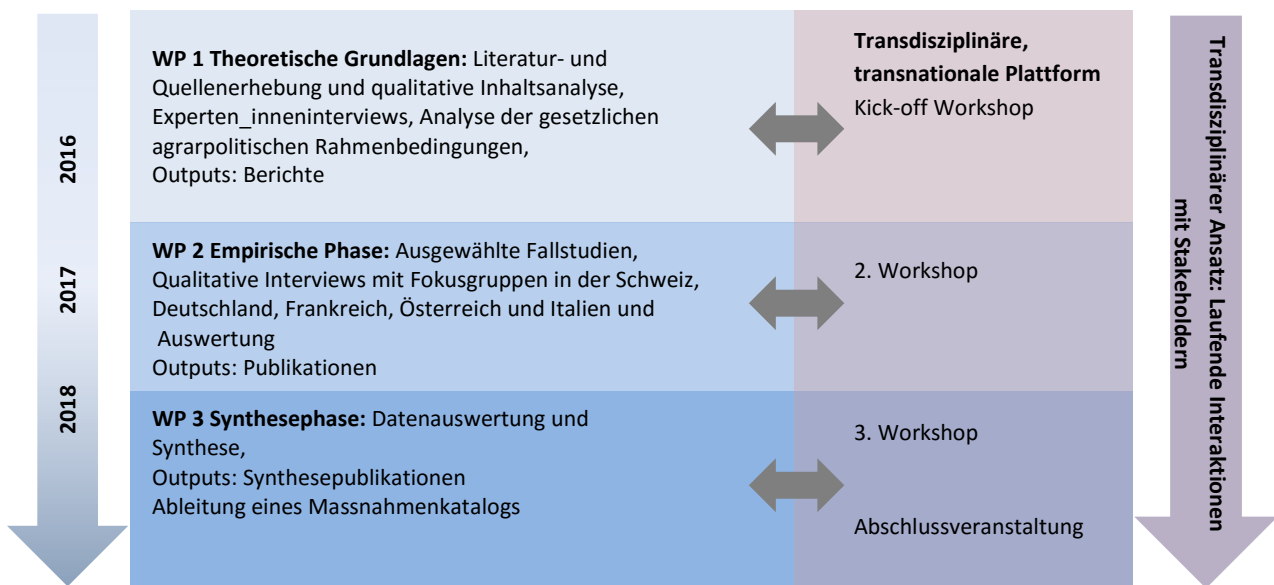 2016
2017
2018
WP 1 Theoretische Grundlagen: Literatur- und
Quellenerhebung und qualitative Inhaltsanalyse,
Experten_inneninterviews, Analyse der gesetzlichen
agrarpolitischen Rahmenbedingungen,
Outputs: Berichte
Transdisziplinäre,
transnationale Plattform
Kick-off Workshop
WP 2 Empirische Phase: Ausgewählte Fallstudien,
Qualitative Interviews mit Fokusgruppen in der Schweiz,
Deutschland, Frankreich, Österreich und Italien und
Auswertung
Outputs: Publikationen
2. Workshop
WP 3 Synthesephase: Datenauswertung und
Synthese,
Outputs: Synthesepublikationen
Ableitung eines Massnahmenkatalogs
3. Workshop
Abschlussveranstaltung
Transdisziplinärer Ansatz: Laufende Interaktionen
mit Stakeholdern